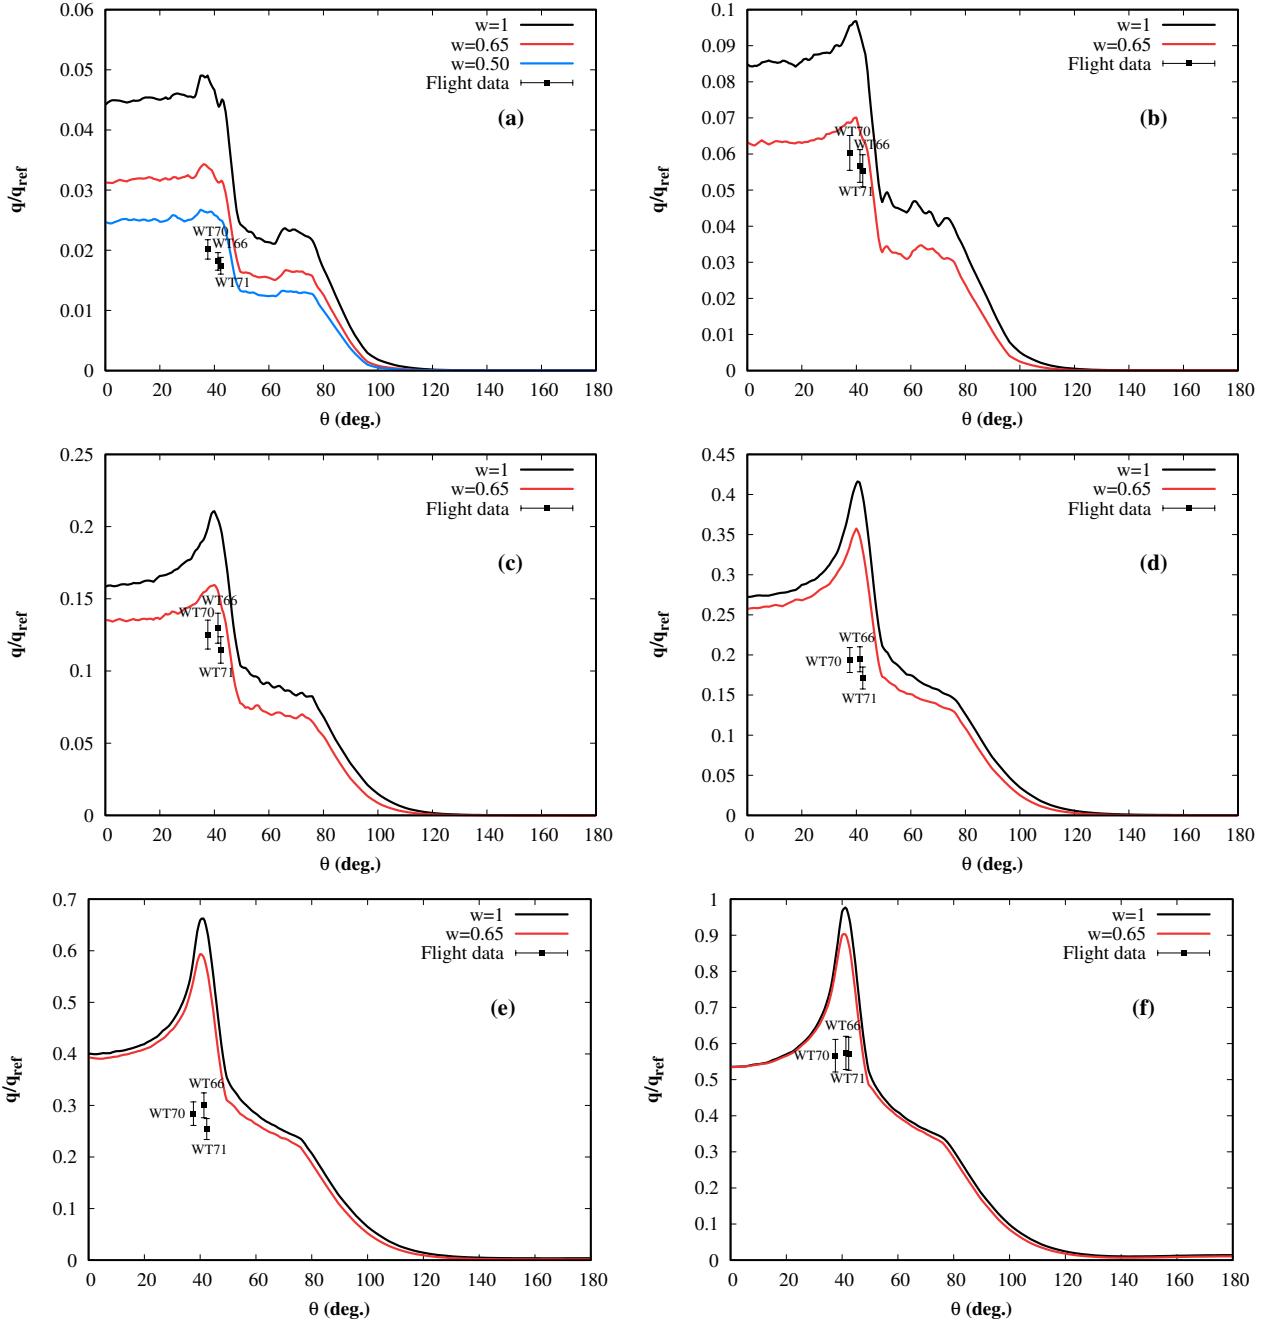 0.06
0.05
0.04
0.03
0.02
0.01
0
q/q_ref
w=1
w=0.65
w=0.50
Flight data
(a)
WT70
WT66
WT71
0 20 40 60 80 100 120 140 160 180
θ (deg.)
0.1
0.09
0.08
0.07
0.06
0.05
0.04
0.03
0.02
0.01
0
q/q_ref
w=1
w=0.65
Flight data
(b)
WT70
WT66
WT71
0 20 40 60 80 100 120 140 160 180
θ (deg.)
0.25
0.2
0.15
0.1
0.05
0
q/q_ref
w=1
w=0.65
Flight data
(c)
WT66
WT70
WT71
0 20 40 60 80 100 120 140 160 180
θ (deg.)
0.45
0.4
0.35
0.3
0.25
0.2
0.15
0.1
0.05
0
q/q_ref
w=1
w=0.65
Flight data
(d)
WT66
WT70
WT71
0 20 40 60 80 100 120 140 160 180
θ (deg.)
0.7
0.6
0.5
0.4
0.3
0.2
0.1
0
q/q_ref
w=1
w=0.65
Flight data
(e)
WT66
WT70
WT71
0 20 40 60 80 100 120 140 160 180
θ (deg.)
1
0.9
0.8
0.7
0.6
0.5
0.4
0.3
0.2
0.1
0
q/q_ref
w=1
w=0.65
Flight data
(f)
WT66
WT70
WT71
0 20 40 60 80 100 120 140 160 180
θ (deg.)